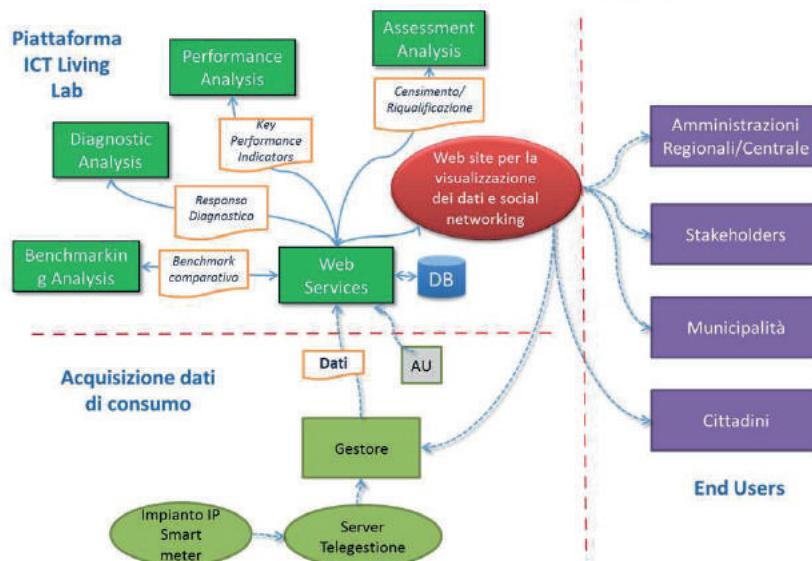 Piattaforma
ICT Living
Lab
Performance
Analysis
Assessment
Analysis
Censimento/
Riqualificazione
Key
Performance
Indicators
Diagnostic
Analysis
Responso
Diagnostico
Benchmarkin
g Analysis
Benchmark
comparativo
Web
Services
DB
Web site per la
visualizzazione
dei dati e social
networking
Amministrazioni
Regionali/Centrale
Stakeholders
Municipalità
Cittadini
End Users
Acquisizione dati
di consumo
Dati
AU
Gestore
Impianto IP
Smart
meter
Server
Telegestione